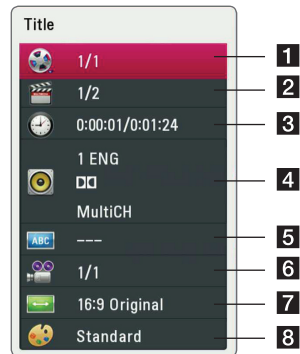 Title
1/1
1
1/2
2
0:00:01/0:01:24
3
1 ENG
MultiCH
4
ABC
---
5
1/1
6
16:9 Original
7
Standard
8